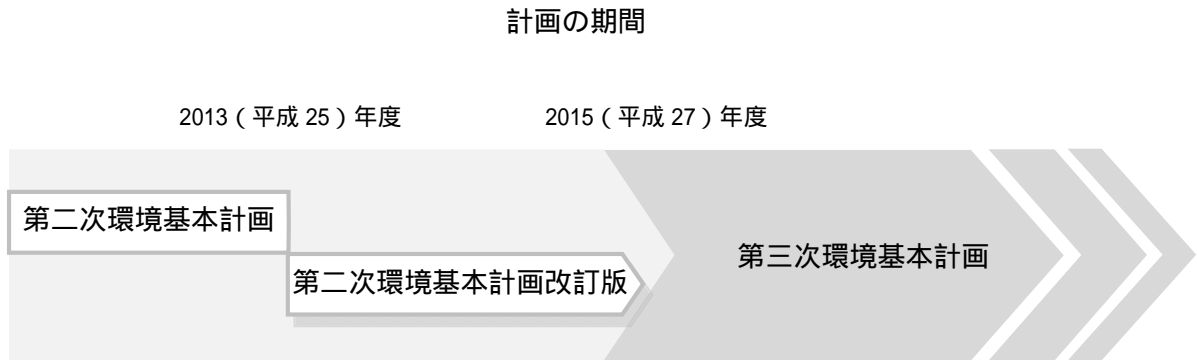 計画の期間
2013(平成 25)年度
2015(平成 27)年度
第二次環境基本計画
第二次環境基本計画改訂版
第三次環境基本計画